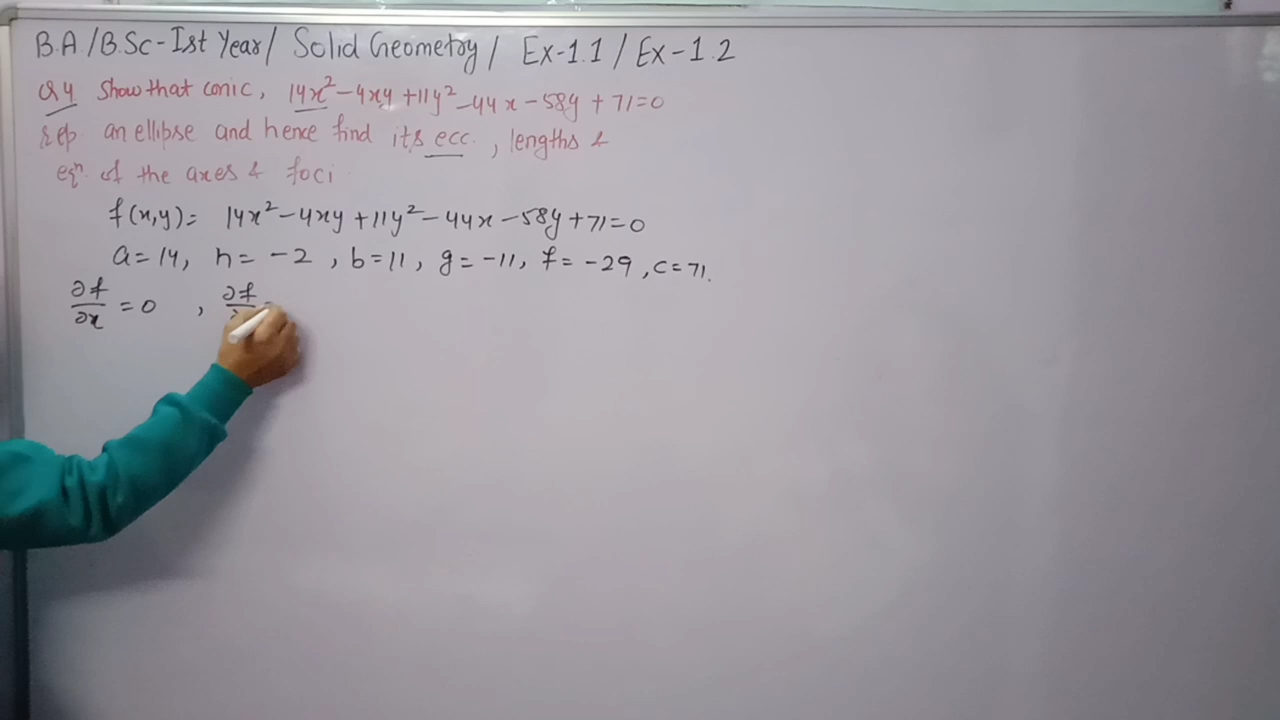 B.A/B.Sc-Ist Year/ Solid Geometry/ Ex-1.1/Ex-1.2
Q4 Show that conic, 14x²-4xy+11y²-44x-58y+71=0
rep. an ellipse and hence find its ecc., lengths &
eqⁿ. of the axes & foci
f(x,y)= 14x²-4xy+11y²-44x-58y+71=0
a=14, h=-2, b=11, g=-11, f=-29, c=71.
∂f/∂x =0 , ∂f